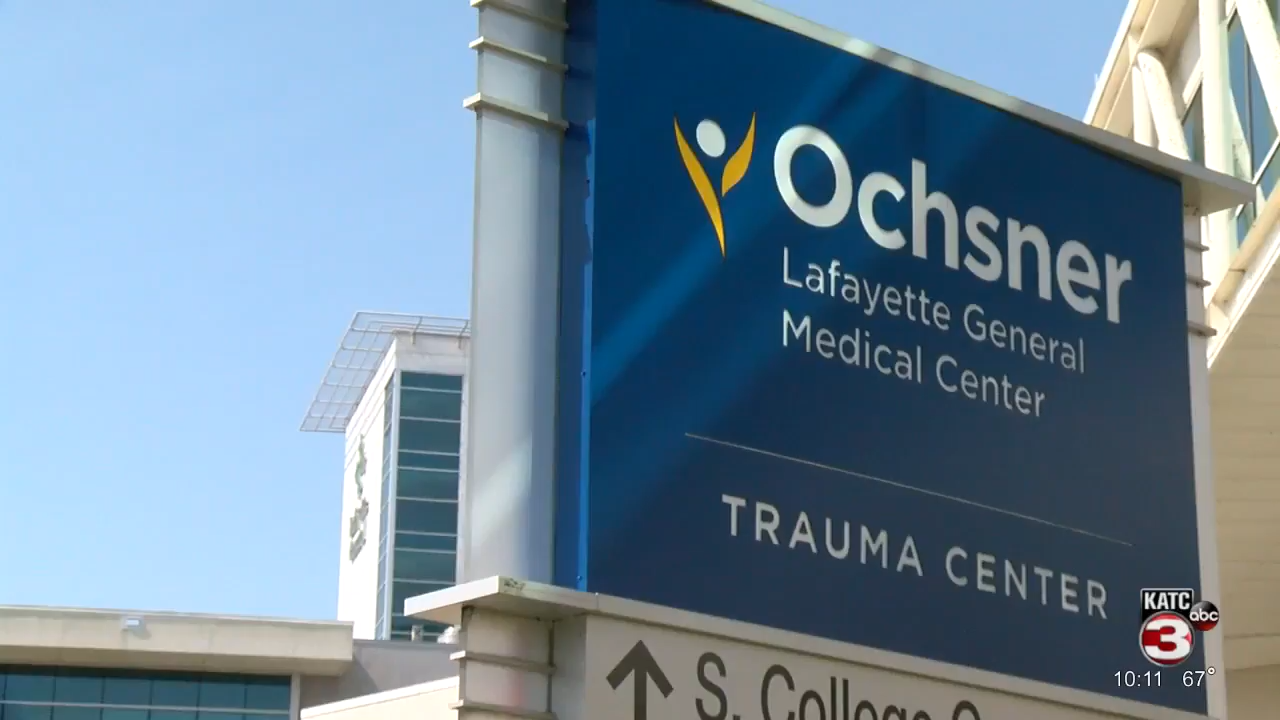 Ochsner
Lafayette General
Medical Center
TRAUMA CENTER
S. College
KATC
abc
3
10:11 67°